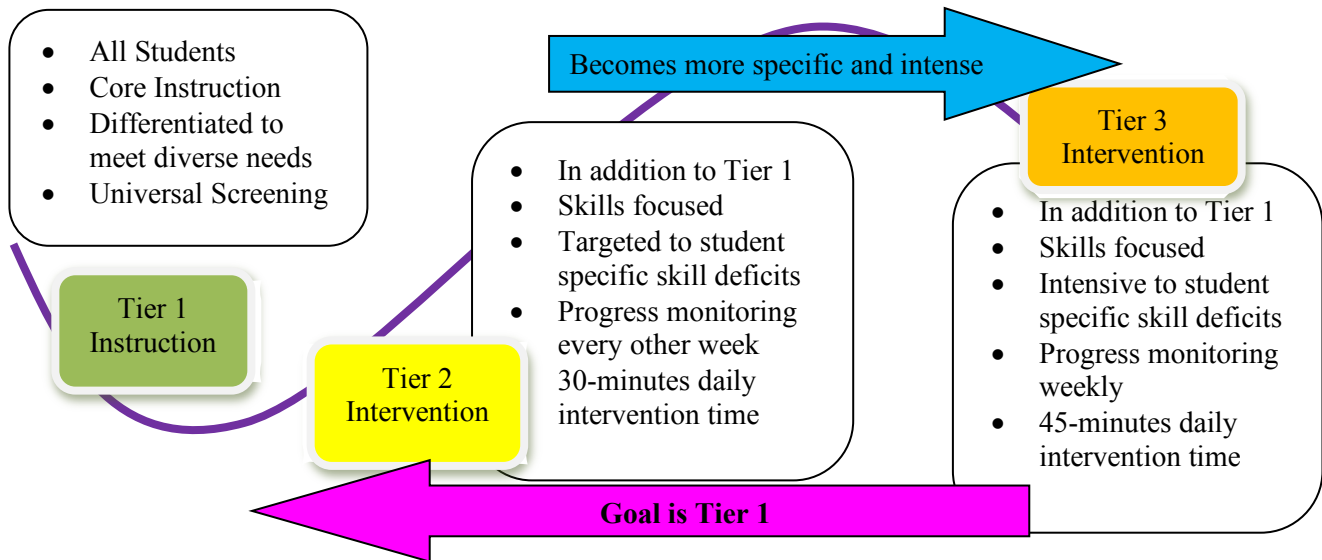 • All Students
• Core Instruction
• Differentiated to
meet diverse needs
• Universal Screening
Tier 1
Instruction
Becomes more specific and intense
Tier 2
Intervention
• In addition to Tier 1
• Skills focused
• Targeted to student
specific skill deficits
• Progress monitoring
every other week
30-minutes daily
intervention time
Tier 3
Intervention
• In addition to Tier 1
• Skills focused
• Intensive to student
specific skill deficits
• Progress monitoring
weekly
• 45-minutes daily
intervention time
Goal is Tier 1